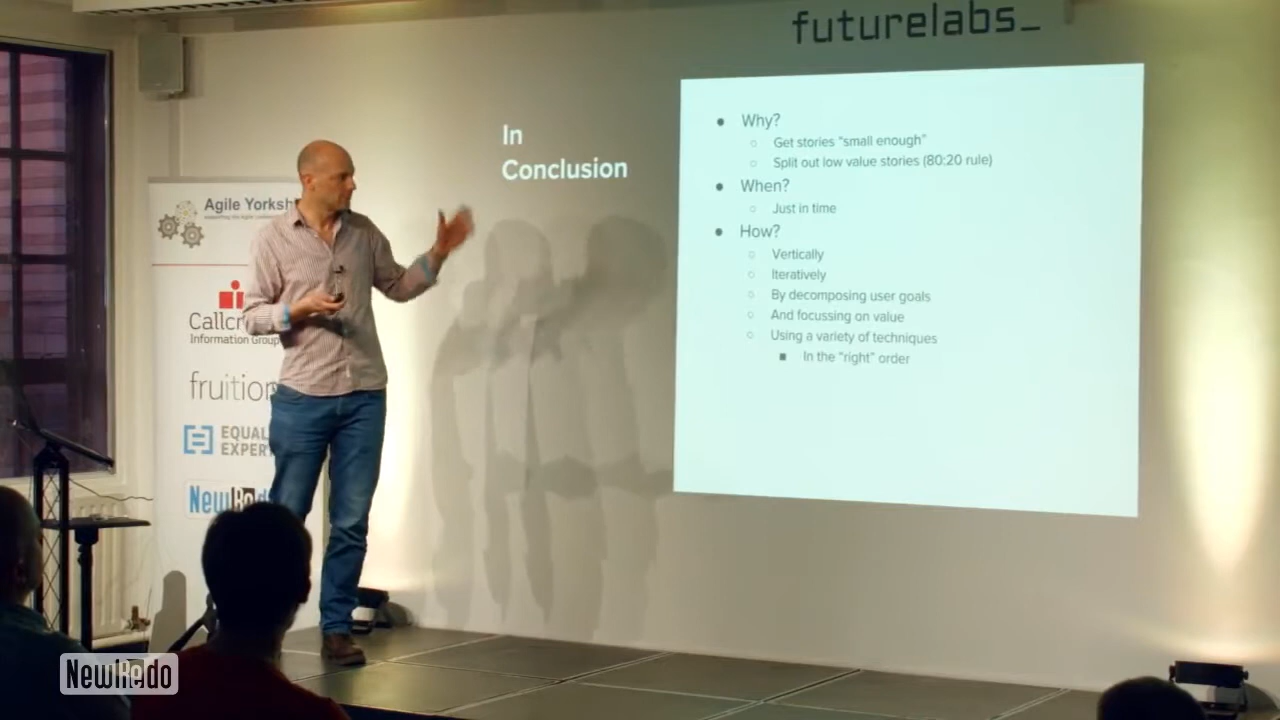 futurelabs_
In
Conclusion
• Why?
○ Get stories "small enough"
○ Split out low value stories (80:20 rule)
• When?
○ Just in time
• How?
○ Vertically
○ Iteratively
○ By decomposing user goals
○ And focussing on value
○ Using a variety of techniques
■ In the "right" order
Agile Yorksh
Callcr
Information Group
fruition
EQUAL
EXPER
NewRedo
NewRedo